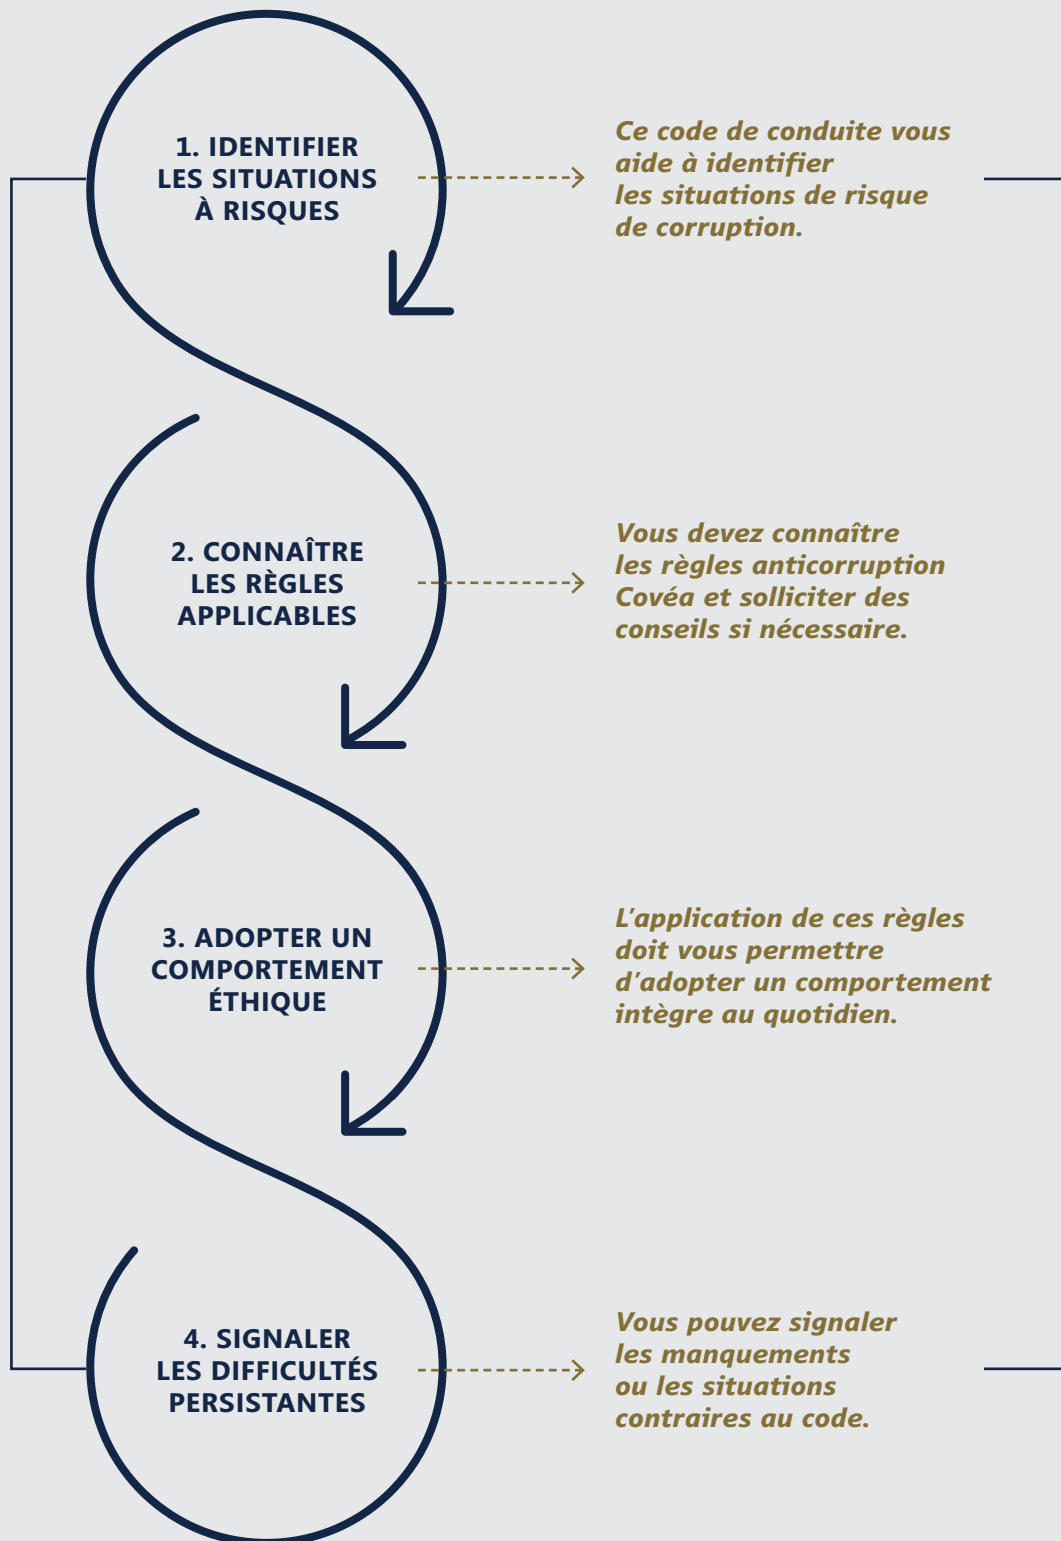 1. IDENTIFIER
LES SITUATIONS
À RISQUES
Ce code de conduite vous
aide à identifier
les situations de risque
de corruption.
2. CONNAÎTRE
LES RÈGLES
APPLICABLES
Vous devez connaître
les règles anticorruption
Covéa et solliciter des
conseils si nécessaire.
3. ADOPTER UN
COMPORTEMENT
ÉTHIQUE
L’application de ces règles
doit vous permettre
d’adopter un comportement
intègre au quotidien.
4. SIGNALER
LES DIFFICULTÉS
PERSISTANTES
Vous pouvez signaler
les manquements
ou les situations
contraires au code.